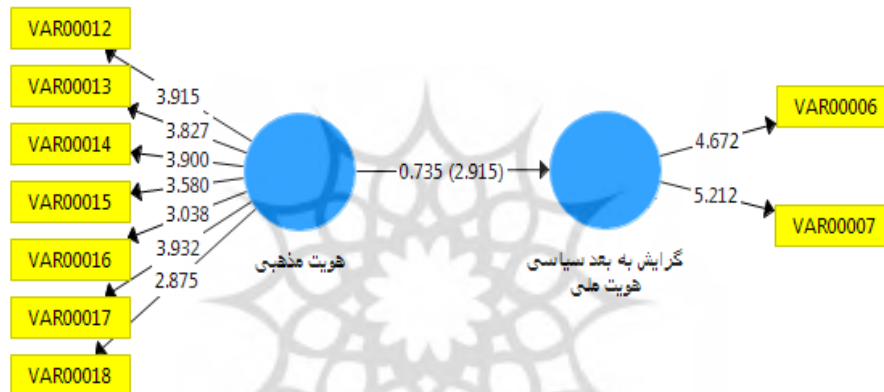 VAR00012
VAR00013
VAR00014
VAR00015
VAR00016
VAR00017
VAR00018
3.915
3.827
3.900
3.580
3.038
3.932
2.875
هویت مذهبی
0.735 (2.915)
گرایش به بعد سیاسی
هویت ملی
4.672
5.212
VAR00006
VAR00007